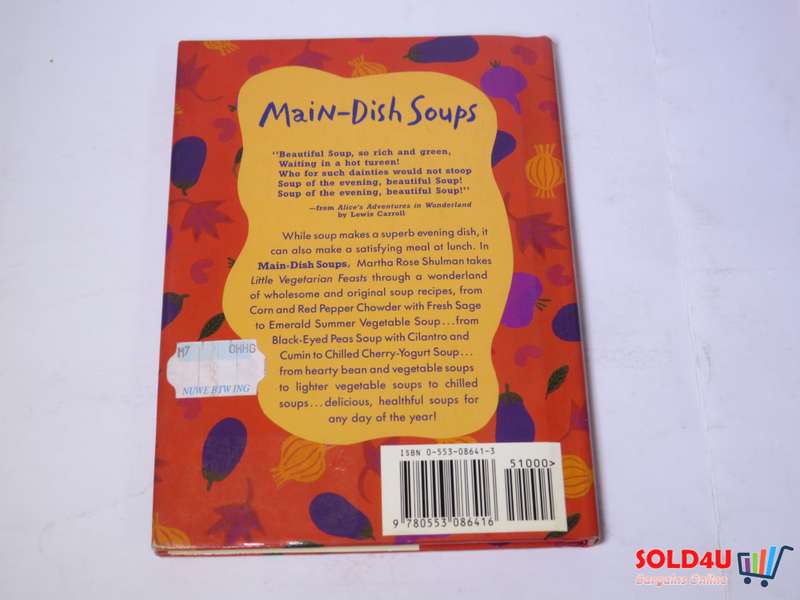 Main-Dish Soups
"Beautiful Soup, so rich and green,
Waiting in a hot tureen!
Who for such dainties would not stoop
Soup of the evening, beautiful Soup!
Soup of the evening, beautiful Soup!"
—from Alice's Adventures in Wonderland
by Lewis Carroll
While soup makes a superb evening dish, it
can also make a satisfying meal at lunch. In
Main-Dish Soups, Martha Rose Shulman takes
Little Vegetarian Feasts through a wonderland
of wholesome and original soup recipes, from
Corn and Red Pepper Chowder with Fresh Sage
to Emerald Summer Vegetable Soup...from
Black-Eyed Peas Soup with Cilantro and
Cumin to Chilled Cherry-Yogurt Soup...
from hearty bean and vegetable soups
to lighter vegetable soups to chilled
soups...delicious, healthful soups for
any day of the year!
M7 OWHG
NUWE BTW ING
ISBN 0-553-08641-3
51000>
9 780553 086416
SOLD4U
Bargains Online